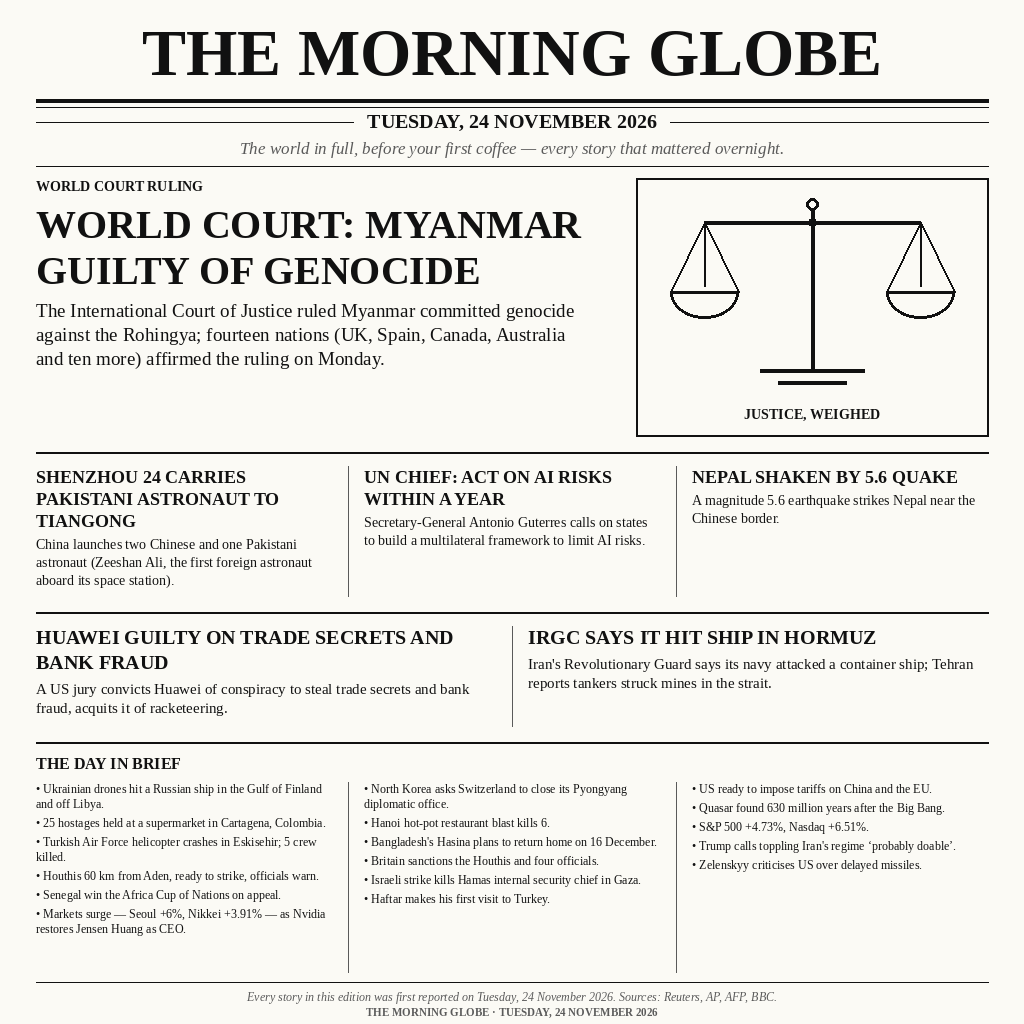 THE MORNING GLOBE
TUESDAY, 24 NOVEMBER 2026
The world in full, before your first coffee — every story that mattered overnight.
WORLD COURT RULING
WORLD COURT: MYANMAR
GUILTY OF GENOCIDE
The International Court of Justice ruled Myanmar committed genocide
against the Rohingya; fourteen nations (UK, Spain, Canada, Australia
and ten more) affirmed the ruling on Monday.
JUSTICE, WEIGHED
SHENZHOU 24 CARRIES
PAKISTANI ASTRONAUT TO
TIANGONG
China launches two Chinese and one Pakistani
astronaut (Zeeshan Ali, the first foreign astronaut
aboard its space station).
UN CHIEF: ACT ON AI RISKS
WITHIN A YEAR
Secretary-General Antonio Guterres calls on states
to build a multilateral framework to limit AI risks.
NEPAL SHAKEN BY 5.6 QUAKE
A magnitude 5.6 earthquake strikes Nepal near the
Chinese border.
HUAWEI GUILTY ON TRADE SECRETS AND
BANK FRAUD
A US jury convicts Huawei of conspiracy to steal trade secrets and bank
fraud, acquits it of racketeering.
IRGC SAYS IT HIT SHIP IN HORMUZ
Iran's Revolutionary Guard says its navy attacked a container ship; Tehran
reports tankers struck mines in the strait.
THE DAY IN BRIEF
• Ukrainian drones hit a Russian ship in the Gulf of Finland
and off Libya.
• 25 hostages held at a supermarket in Cartagena, Colombia.
• Turkish Air Force helicopter crashes in Eskisehir; 5 crew
killed.
• Houthis 60 km from Aden, ready to strike, officials warn.
• Senegal win the Africa Cup of Nations on appeal.
• Markets surge — Seoul +6%, Nikkei +3.91% — as Nvidia
restores Jensen Huang as CEO.
• North Korea asks Switzerland to close its Pyongyang
diplomatic office.
• Hanoi hot-pot restaurant blast kills 6.
• Bangladesh's Hasina plans to return home on 16 December.
• Britain sanctions the Houthis and four officials.
• Israeli strike kills Hamas internal security chief in Gaza.
• Haftar makes his first visit to Turkey.
• US ready to impose tariffs on China and the EU.
• Quasar found 630 million years after the Big Bang.
• S&P 500 +4.73%, Nasdaq +6.51%.
• Trump calls toppling Iran's regime ‘probably doable’.
• Zelenskyy criticises US over delayed missiles.
Every story in this edition was first reported on Tuesday, 24 November 2026. Sources: Reuters, AP, AFP, BBC.
THE MORNING GLOBE · TUESDAY, 24 NOVEMBER 2026